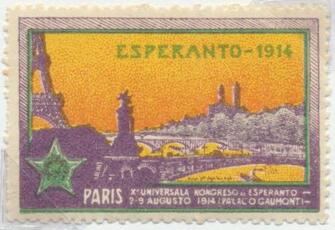 ESPERANTO - 1914
PARIS
Xª UNIVERSALA KONGRESO de ESPERANTO —
2-9 AUGUSTO 1914 (PALACO GAUMONT) —